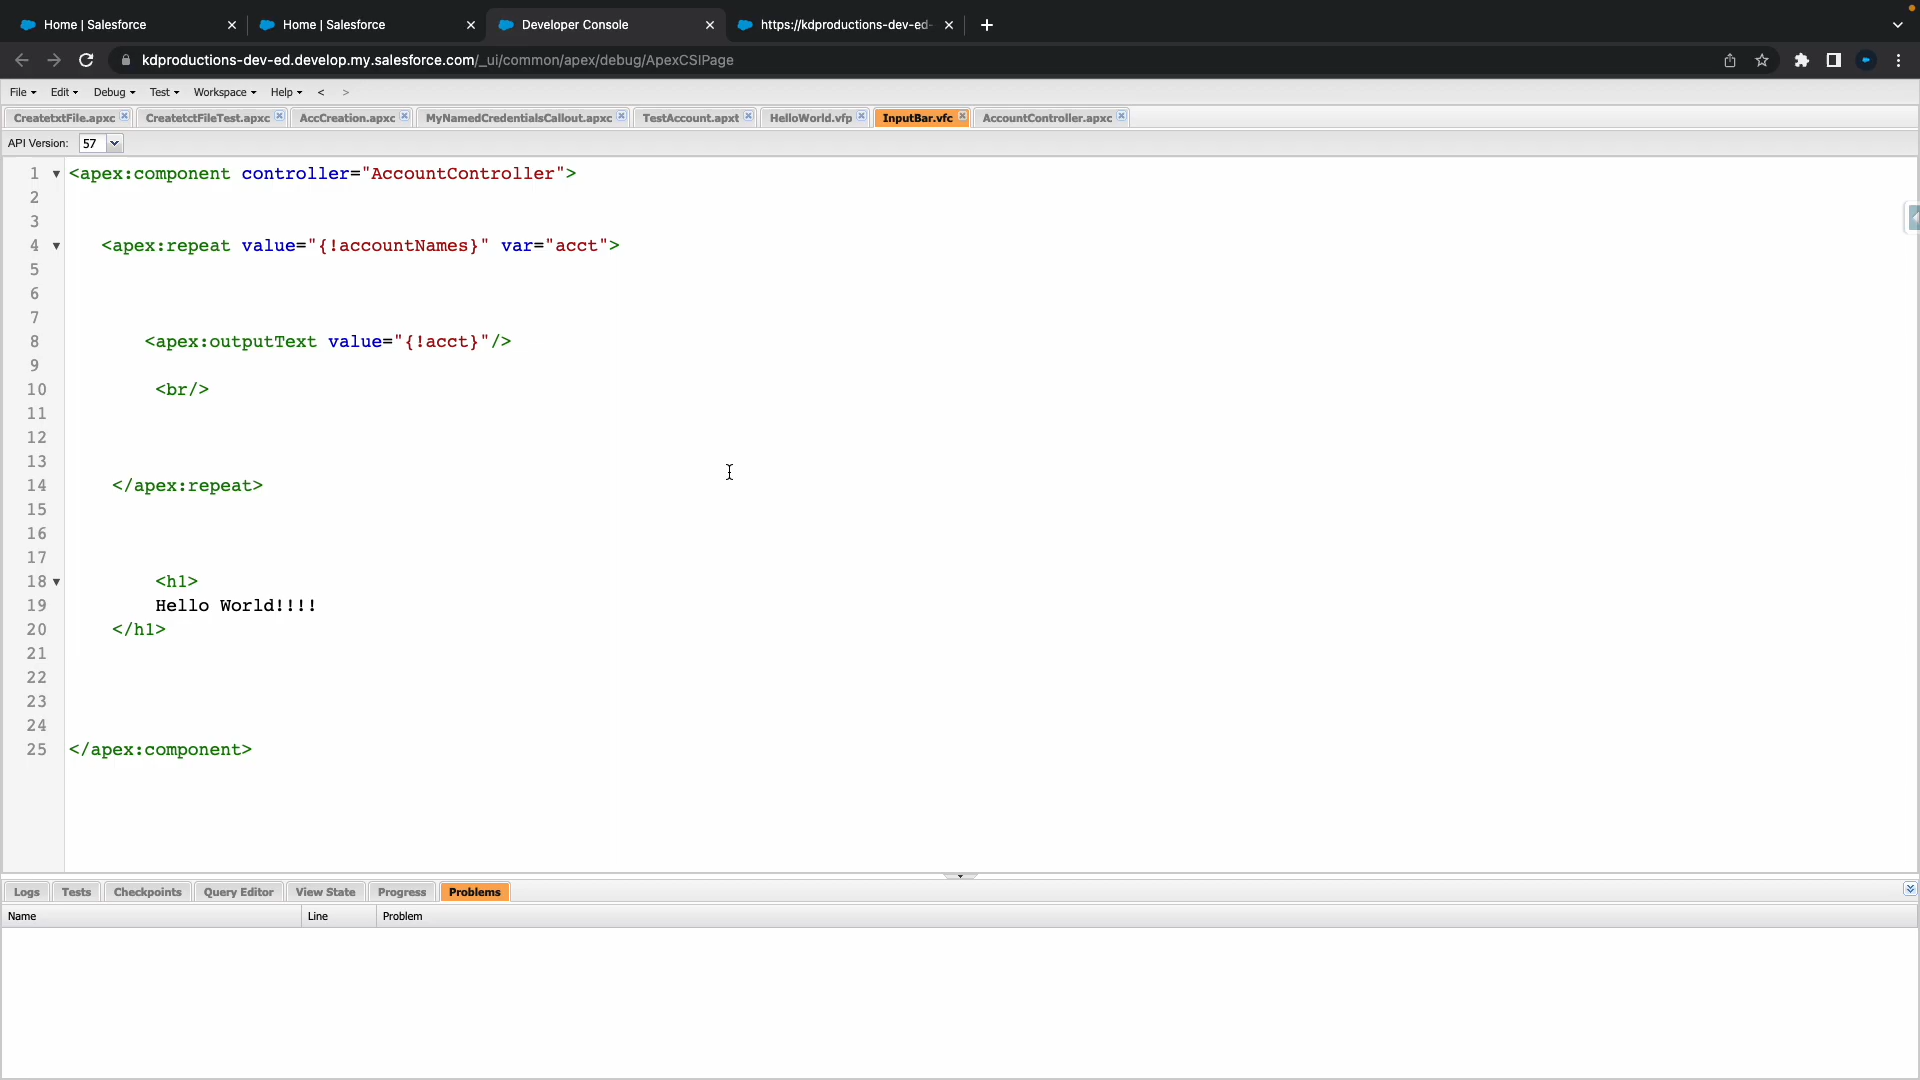 Home | Salesforce
Home | Salesforce
Developer Console
https://kdproductions-dev-ed-
kdproductions-dev-ed.develop.my.salesforce.com/_ui/common/apex/debug/ApexCSIPage
File Edit Debug Test Workspace Help < >
CreatetxtFile.apxc CreatetctFileTest.apxc AccCreation.apxc MyNamedCredentialsCallout.apxc TestAccount.apxt HelloWorld.vfp InputBar.vfc AccountController.apxc
API Version: 57
1 <apex:component controller="AccountController">
2
3
4 <apex:repeat value="{!accountNames}" var="acct">
5
6
7
8 <apex:outputText value="{!acct}"/>
9
10 <br/>
11
12
13
14 </apex:repeat>
15
16
17
18 <h1>
19 Hello World!!!!
20 </h1>
21
22
23
24
25 </apex:component>
Logs Tests Checkpoints Query Editor View State Progress Problems
Name Line Problem